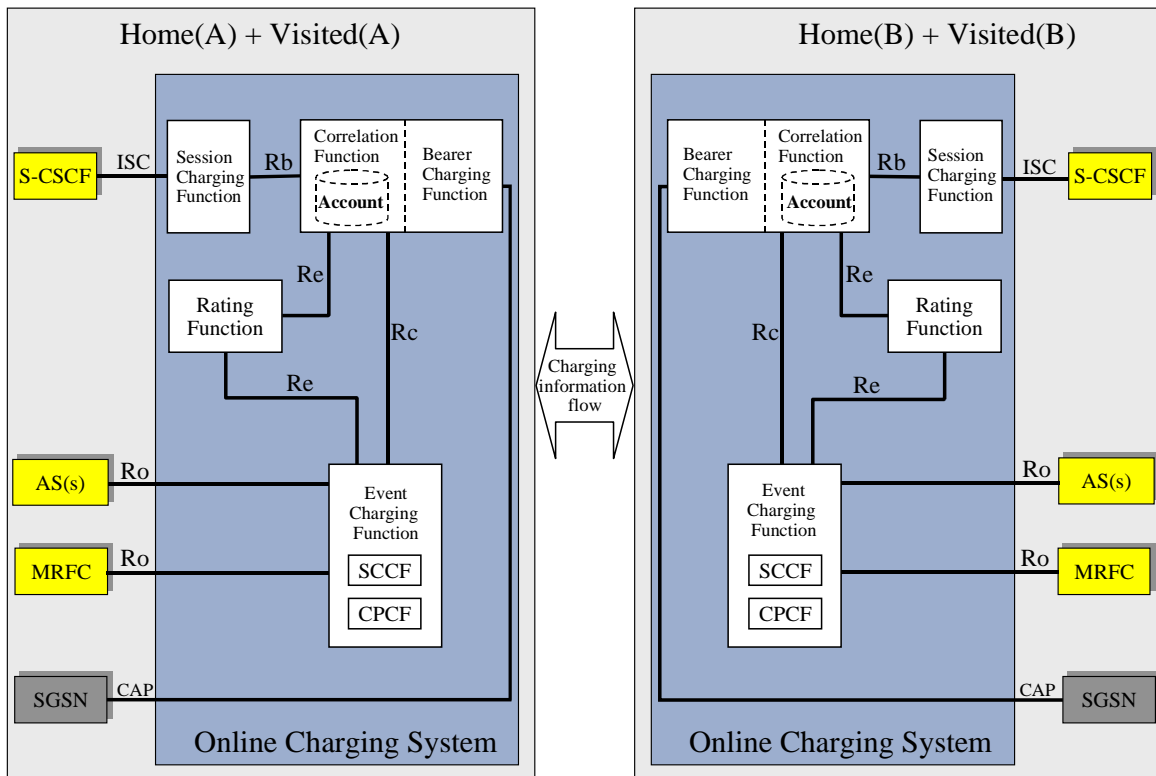 Home(A) + Visited(A)
S-CSCF
ISC
Session
Charging
Function
Rb
Correlation
Function
Account
Bearer
Charging
Function
Re
Rating
Function
Rc
Re
AS(s)
Ro
Event
Charging
Function
SCCF
CPCF
MRFC
Ro
SGSN
CAP
Online Charging System
Charging
information
flow
Home(B) + Visited(B)
Bearer
Charging
Function
Correlation
Function
Account
Rb
Session
Charging
Function
ISC
S-CSCF
Re
Rating
Function
Rc
Re
Event
Charging
Function
SCCF
CPCF
Ro
AS(s)
Ro
MRFC
CAP
SGSN
Online Charging System